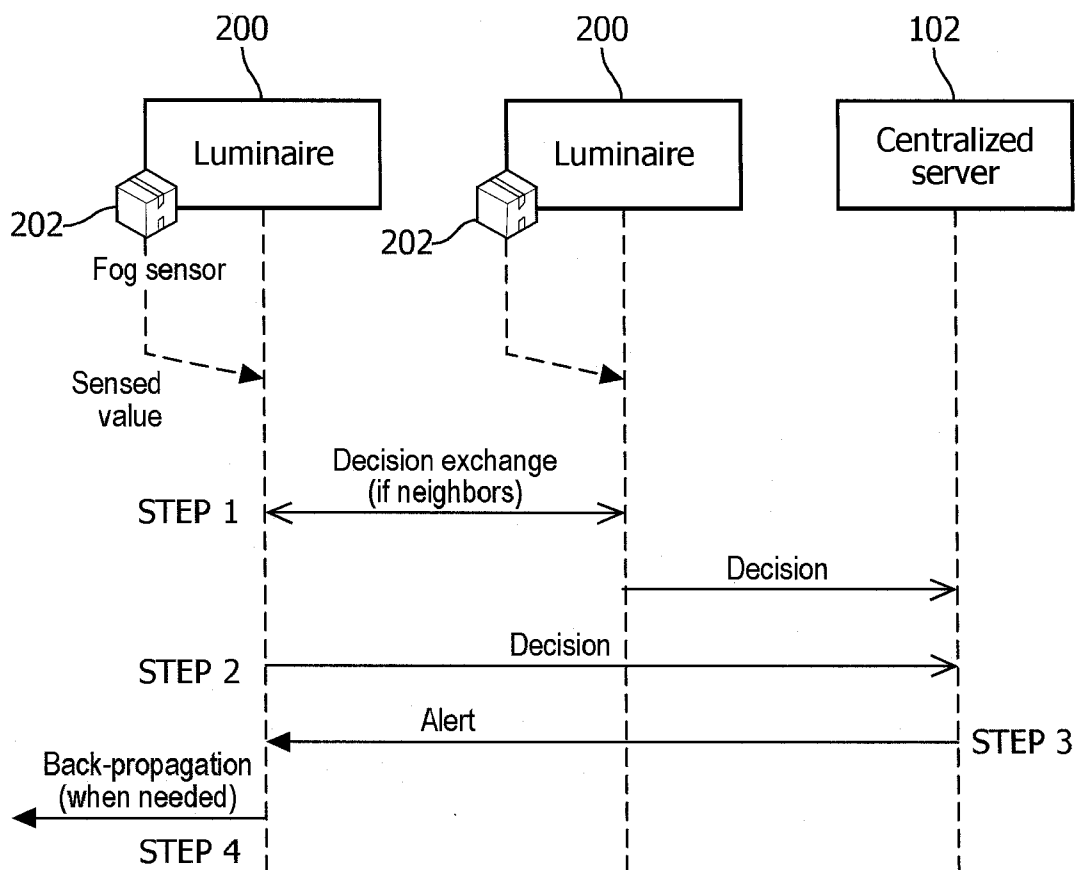 200
200
102
Luminaire
Luminaire
Centralized
server
202
202
Fog sensor
Sensed
value
Decision exchange
(if neighbors)
STEP 1
Decision
Decision
STEP 2
Alert
STEP 3
Back-propagation
(when needed)
STEP 4